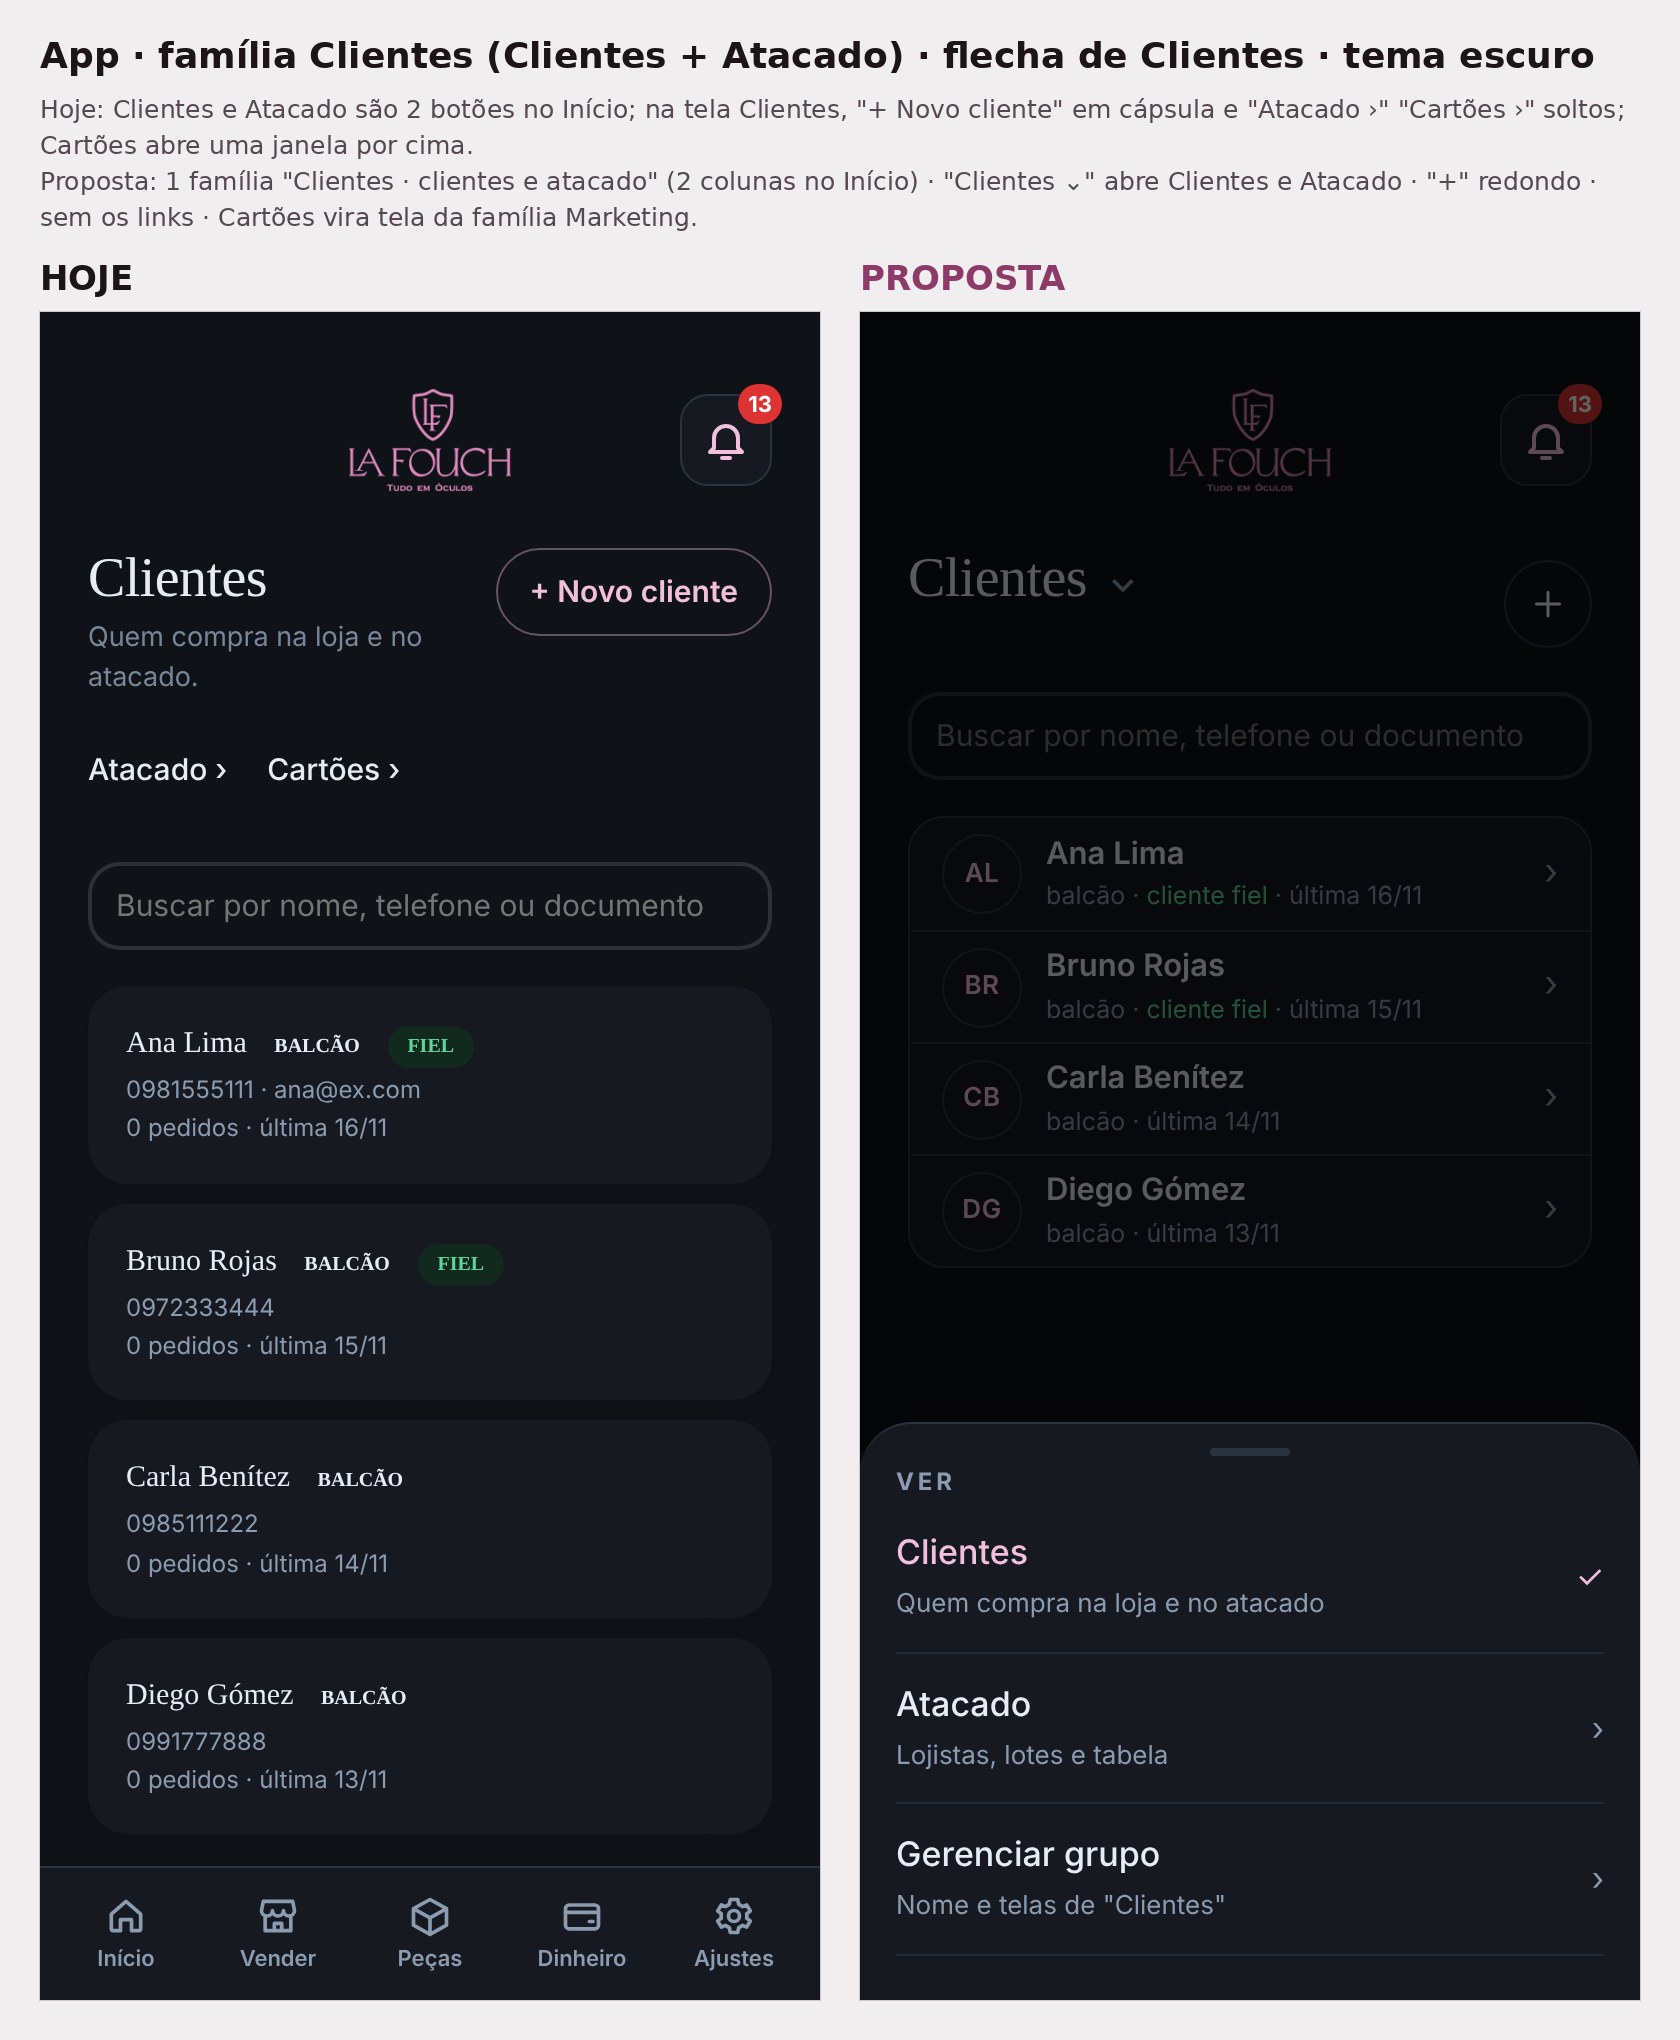 App · família Clientes (Clientes + Atacado) · flecha de Clientes · tema escuro
Hoje: Clientes e Atacado são 2 botões no Início; na tela Clientes, "+ Novo cliente" em cápsula e "Atacado ›" "Cartões ›" soltos;
Cartões abre uma janela por cima.
Proposta: 1 família "Clientes · clientes e atacado" (2 colunas no Início) · "Clientes ⌄" abre Clientes e Atacado · "+" redondo ·
sem os links · Cartões vira tela da família Marketing.
HOJE
LF
LA FOUCH
TUDO EM ÓCULOS
13
Clientes
+ Novo cliente
Quem compra na loja e no
atacado.
Atacado › Cartões ›
Buscar por nome, telefone ou documento
Ana Lima BALCÃO FIEL
0981555111 · ana@ex.com
0 pedidos · última 16/11
Bruno Rojas BALCÃO FIEL
0972333444
0 pedidos · última 15/11
Carla Benítez BALCÃO
0985111222
0 pedidos · última 14/11
Diego Gómez BALCÃO
0991777888
0 pedidos · última 13/11
Início Vender Peças Dinheiro Ajustes
PROPOSTA
LF
LA FOUCH
TUDO EM ÓCULOS
13
Clientes ⌄
+
Buscar por nome, telefone ou documento
AL Ana Lima ›
balcão · cliente fiel · última 16/11
BR Bruno Rojas ›
balcão · cliente fiel · última 15/11
CB Carla Benítez ›
balcão · última 14/11
DG Diego Gómez ›
balcão · última 13/11
VER
Clientes ✓
Quem compra na loja e no atacado
Atacado ›
Lojistas, lotes e tabela
Gerenciar grupo ›
Nome e telas de "Clientes"